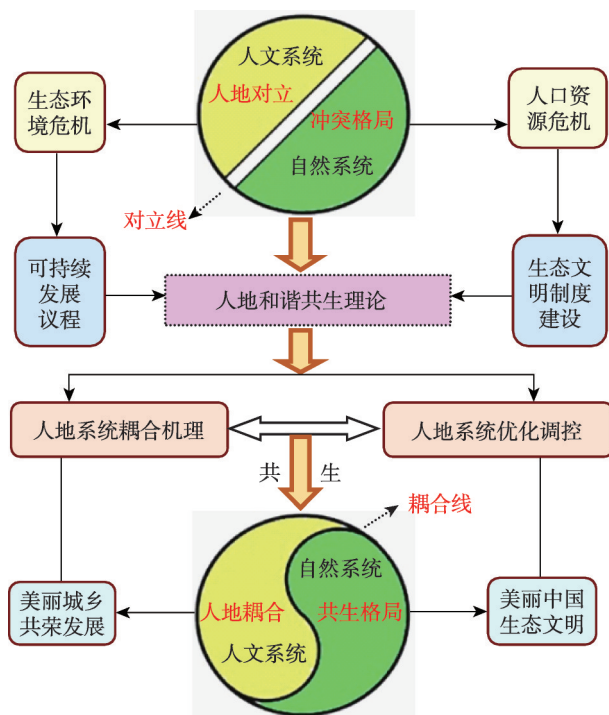 人文系统
人地对立
冲突格局
自然系统
对立线
生态环
境危机
人口资
源危机
可持续
发展
议程
人地和谐共生理论
生态文
明制度
建设
人地系统耦合机理
人地系统优化调控
共 生
耦合线
自然系统
人地耦合
共生格局
人文系统
美丽城乡
共荣发展
美丽中国
生态文明